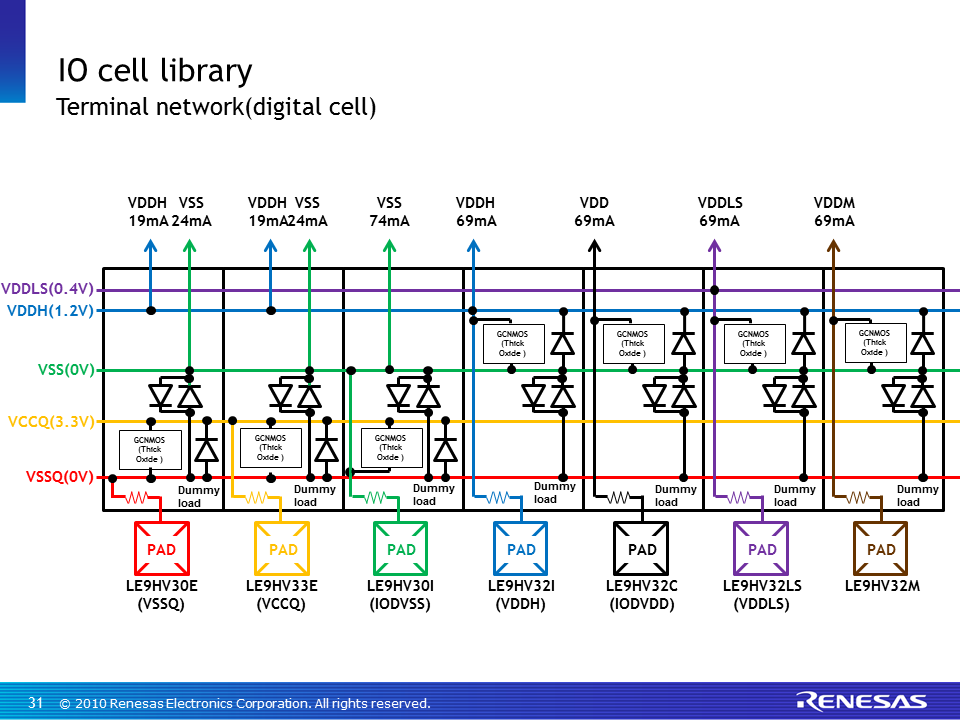 IO cell library
Terminal network(digital cell)
VDDH VSS VDDH VSS VSS VDDH VDD VDDLS VDDM
19mA 24mA 19mA24mA 74mA 69mA 69mA 69mA 69mA
VDDLS(0.4V)
VDDH(1.2V)
GCNMOS GCNMOS GCNMOS GCNMOS
(Thick (Thick (Thick (Thick
Oxide ) Oxide ) Oxide ) Oxide )
VSS(0V)
VCCQ(3.3V)
GCNMOS GCNMOS GCNMOS
(Thick (Thick (Thick
Oxide ) Oxide ) Oxide )
VSSQ(0V)
Dummy Dummy Dummy Dummy Dummy Dummy Dummy
load load load load load load load
PAD PAD PAD PAD PAD PAD PAD
LE9HV30E LE9HV33E LE9HV30I LE9HV32I LE9HV32C LE9HV32LS LE9HV32M
(VSSQ) (VCCQ) (IODVSS) (VDDH) (IODVDD) (VDDLS)
31 © 2010 Renesas Electronics Corporation. All rights reserved.
RENESAS